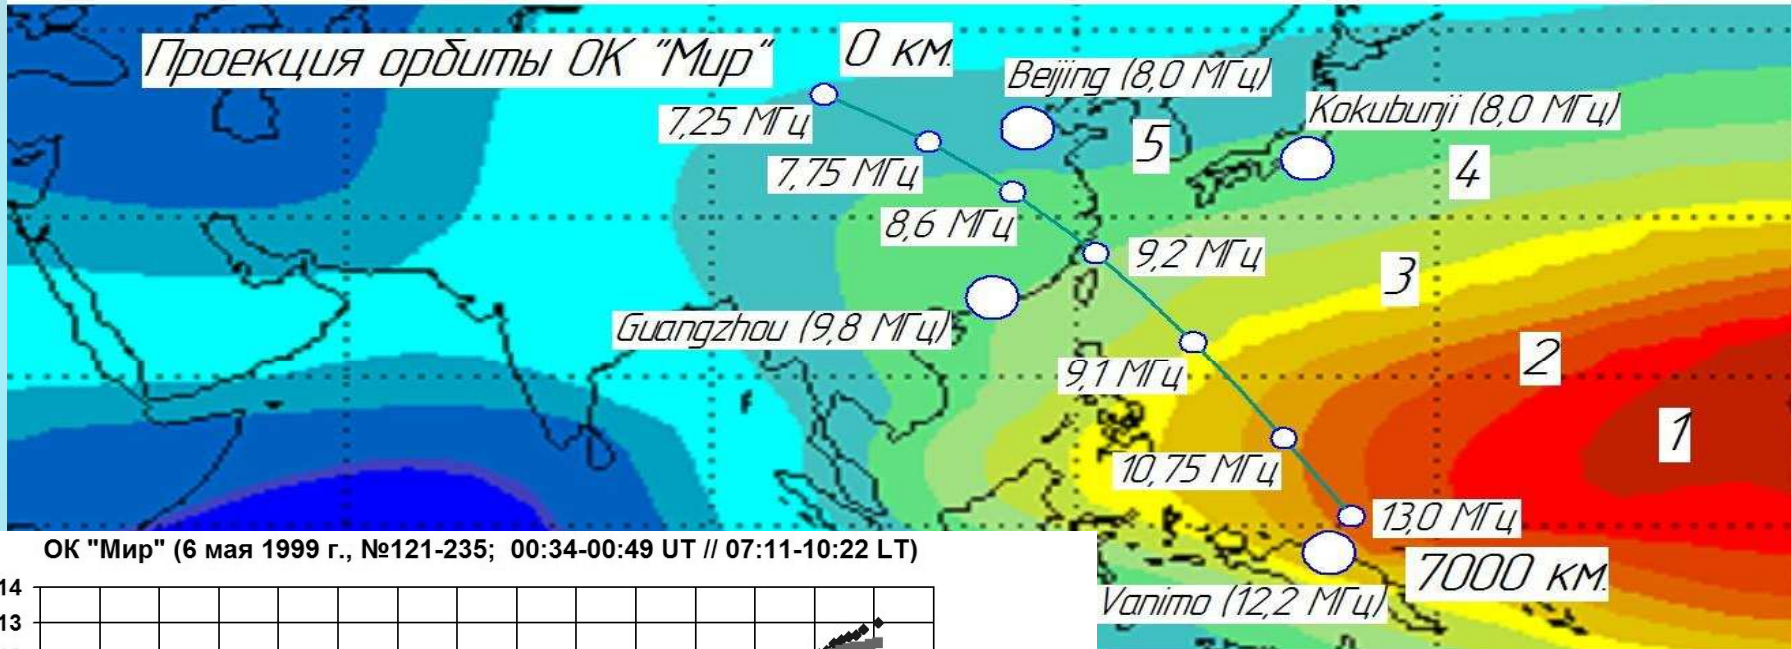 Проекция орбиты ОК "Мир"
0 км.
Beijing (8,0 МГц)
Kokubunji (8,0 МГц)
7,25 МГц
5
4
7,75 МГц
8,6 МГц
9,2 МГц
3
Guangzhou (9,8 МГц)
9,1 МГц
2
1
10,75 МГц
13,0 МГц
7000 км.
Vanimo (12,2 МГц)
ОК "Мир" (6 мая 1999 г., №121-235; 00:34-00:49 UT // 07:11-10:22 LT)
14
13